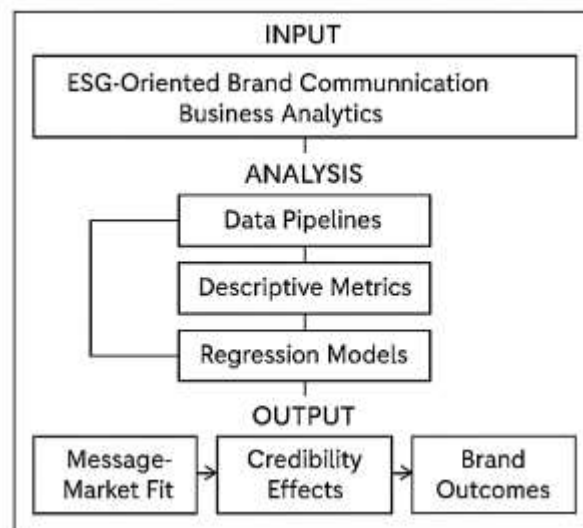 INPUT
ESG-Oriented Brand Communnication
Business Analytics
ANALYSIS
Data Pipelines
Descriptive Metrics
Regression Models
OUTPUT
Message-
Market Fit
Credibility
Effects
Brand
Outcomes